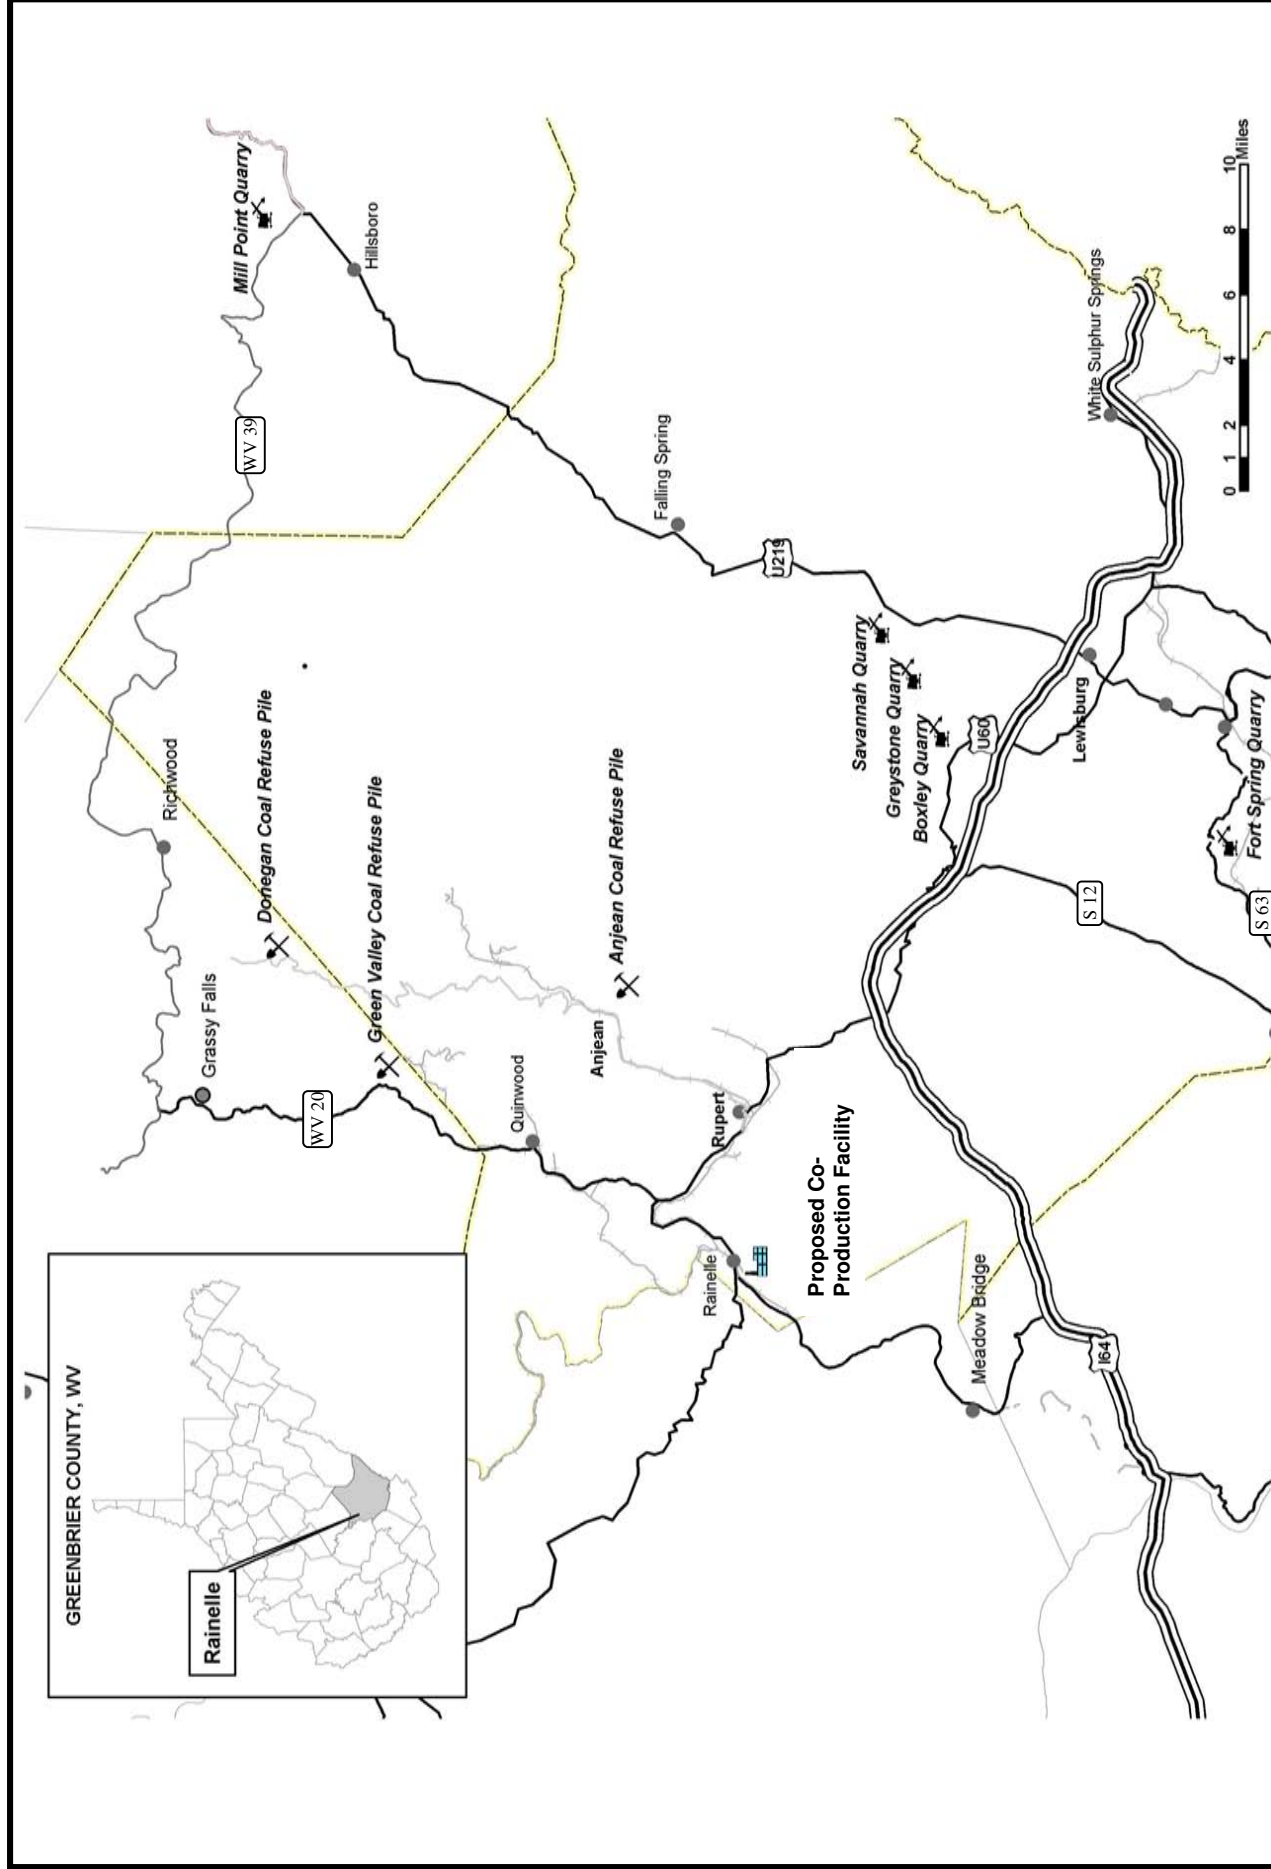 GREENBRIER COUNTY, WV
Rainelle
WV 39
Mill Point Quarry
Hillsboro
Richwood
Grassy Falls
Donegan Coal Refuse Pile
WV 20
Green Valley Coal Refuse Pile
Quinwood
Anjean
Anjean Coal Refuse Pile
Falling Spring
Rainelle
Rupert
U219
Proposed Co-
Production Facility
Savannah Quarry
Greystone Quarry
Boxley Quarry
U60
Meadow Bridge
I64
S 12
Lewisburg
White Sulphur Springs
Fort Spring Quarry
S 63
0 1 2 4 6 8 10
Miles